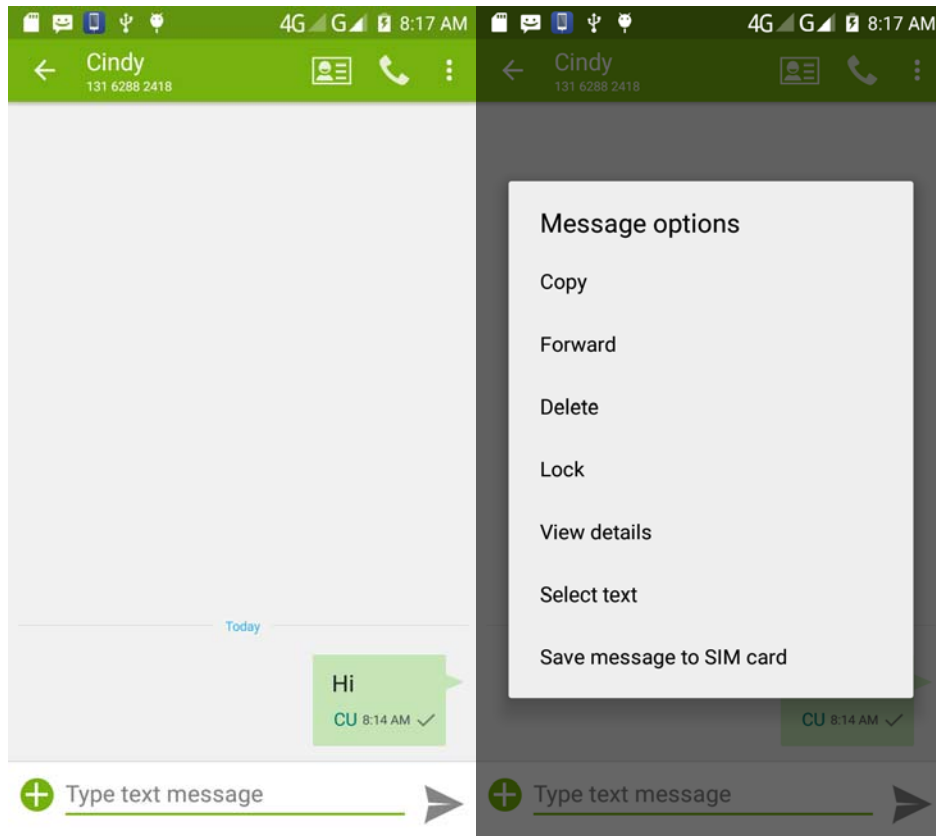 4G G 8:17 AM
Cindy
131 6288 2418
Today
Hi
CU 8:14 AM
Type text message
4G G 8:17 AM
Cindy
131 6288 2418
Message options
Copy
Forward
Delete
Lock
View details
Select text
Save message to SIM card
CU 8:14 AM
Type text message